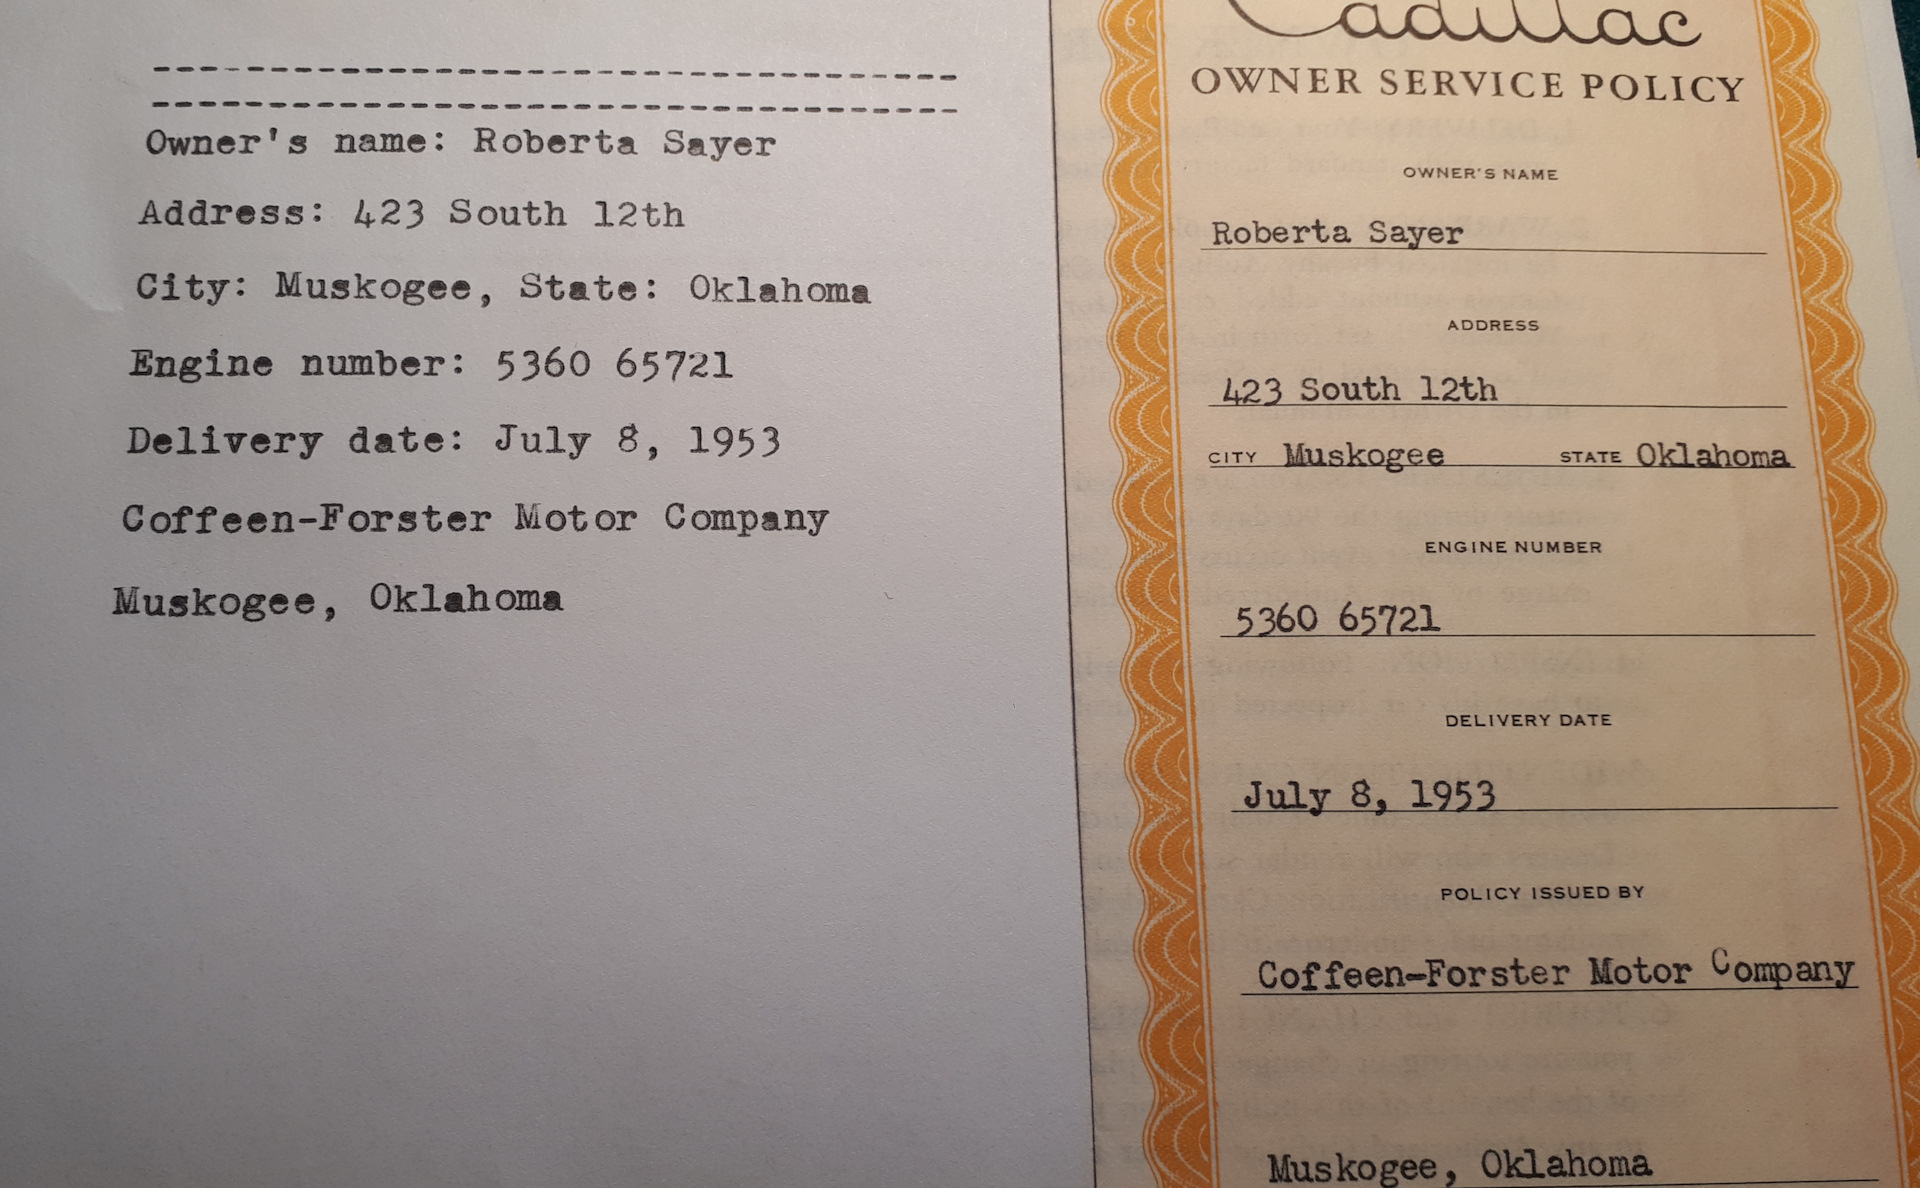 ----------------------------------
----------------------------------
Owner's name: Roberta Sayer
Address: 423 South 12th
City: Muskogee, State: Oklahoma
Engine number: 5360 65721
Delivery date: July 8, 1953
Coffeen-Forster Motor Company
Muskogee, Oklahoma
Cadillac
OWNER SERVICE POLICY
OWNER'S NAME
Roberta Sayer
ADDRESS
423 South 12th
CITY Muskogee STATE Oklahoma
ENGINE NUMBER
5360 65721
DELIVERY DATE
July 8, 1953
POLICY ISSUED BY
Coffeen-Forster Motor Company
Muskogee, Oklahoma